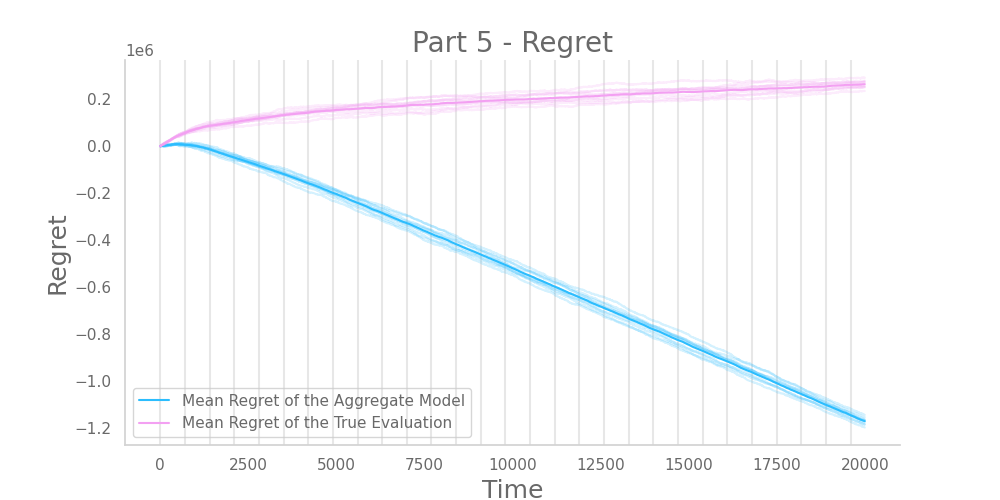 Part 5 - Regret
1e6
0.2
0.0
−0.2
−0.4
−0.6
−0.8
−1.0
−1.2
Regret
Mean Regret of the Aggregate Model
Mean Regret of the True Evaluation
0 2500 5000 7500 10000 12500 15000 17500 20000
Time